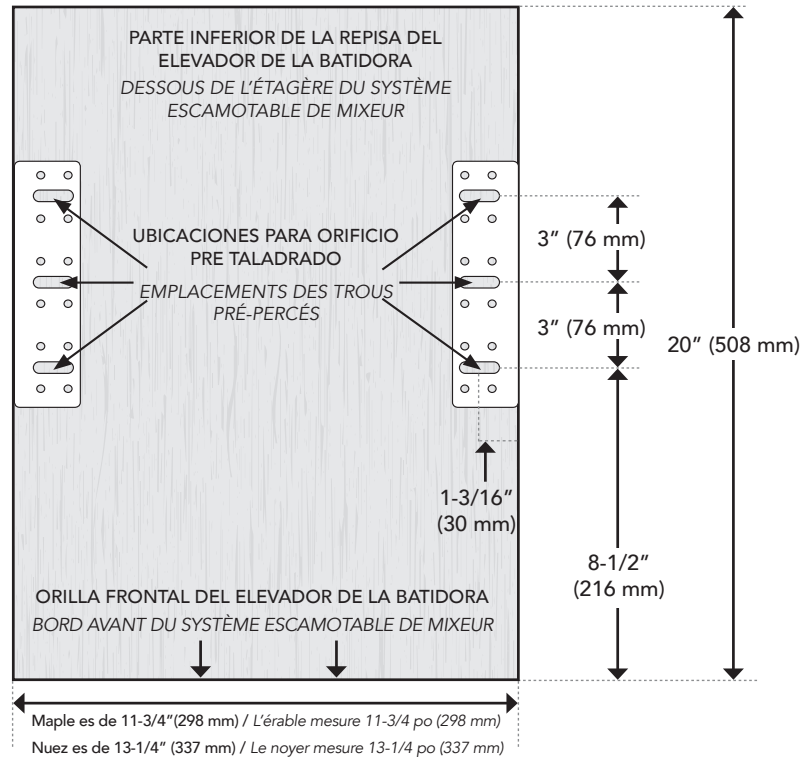 PARTE INFERIOR DE LA REPISA DEL
ELEVADOR DE LA BATIDORA
DESSOUS DE L'ÉTAGÈRE DU SYSTÈME
ESCAMOTABLE DE MIXEUR
UBICACIONES PARA ORIFICIO
PRE TALADRADO
EMPLACEMENTS DES TROUS
PRÉ-PERCÉS
3” (76 mm)
3” (76 mm)
20” (508 mm)
1-3/16”
(30 mm)
8-1/2”
(216 mm)
ORILLA FRONTAL DEL ELEVADOR DE LA BATIDORA
BORD AVANT DU SYSTÈME ESCAMOTABLE DE MIXEUR
Maple es de 11-3/4”(298 mm) / L'érable mesure 11-3/4 po (298 mm)
Nuez es de 13-1/4” (337 mm) / Le noyer mesure 13-1/4 po (337 mm)